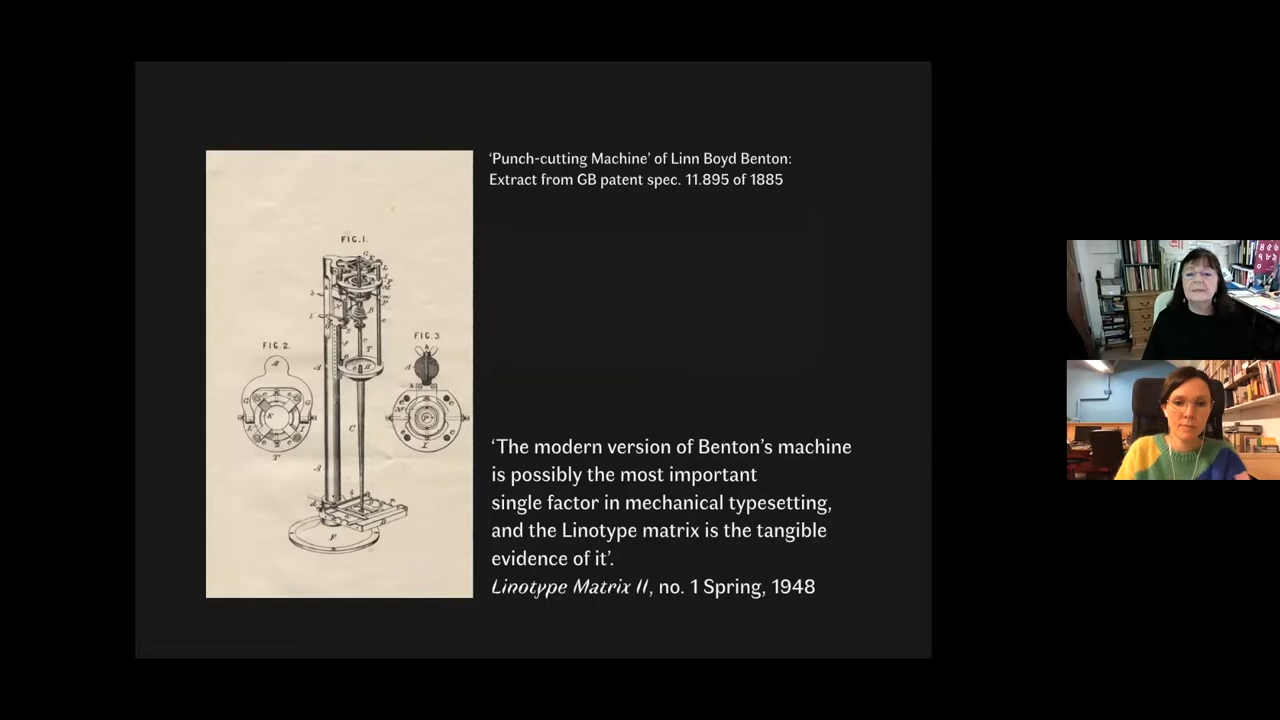 ‘Punch-cutting Machine’ of Linn Boyd Benton:
Extract from GB patent spec. 11.895 of 1885
FIG.1.
FIG.2.
FIG.3.
‘The modern version of Benton’s machine
is possibly the most important
single factor in mechanical typesetting,
and the Linotype matrix is the tangible
evidence of it’.
Linotype Matrix II, no. 1 Spring, 1948